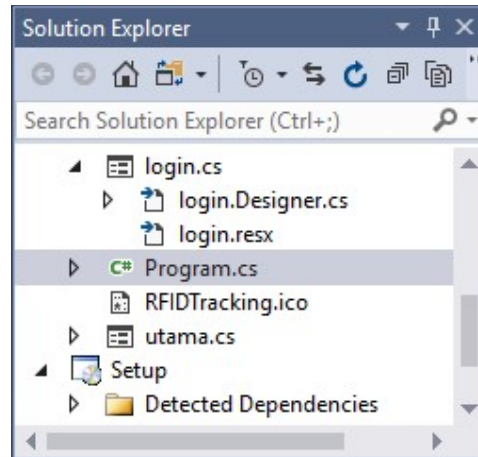 Solution Explorer
Search Solution Explorer (Ctrl+;)
login.cs
login.Designer.cs
login.resx
C# Program.cs
RFIDTracking.ico
utama.cs
Setup
Detected Dependencies